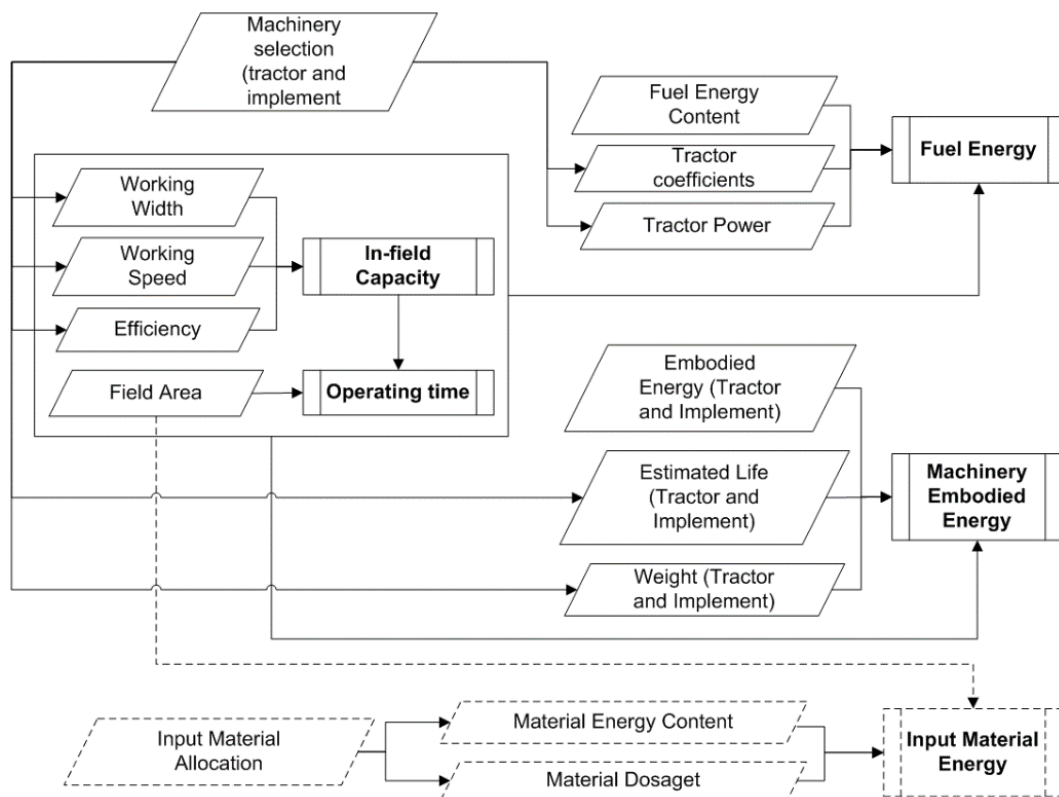 Machinery
selection
(tractor and
implement
Fuel Energy
Content
Tractor
coefficients
Tractor Power
Fuel Energy
Working
Width
Working
Speed
Efficiency
Field Area
In-field
Capacity
Operating time
Embodied
Energy (Tractor
and Implement)
Estimated Life
(Tractor and
Implement)
Weight (Tractor
and Implement)
Machinery
Embodied
Energy
Input Material
Allocation
Material Energy Content
Material Dosaget
Input Material
Energy